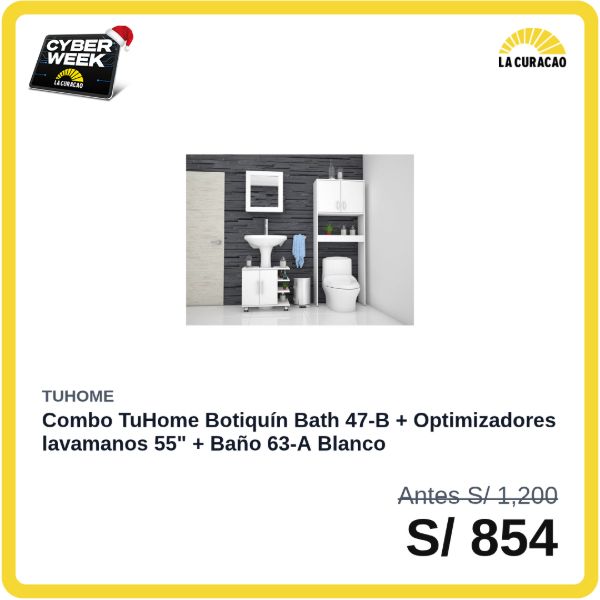 CYBER
WEEK
LA CURACAO
LA CURACAO
TUHOME
Combo TuHome Botiquín Bath 47-B + Optimizadores
lavamanos 55" + Baño 63-A Blanco
Antes S/ 1,200
S/ 854